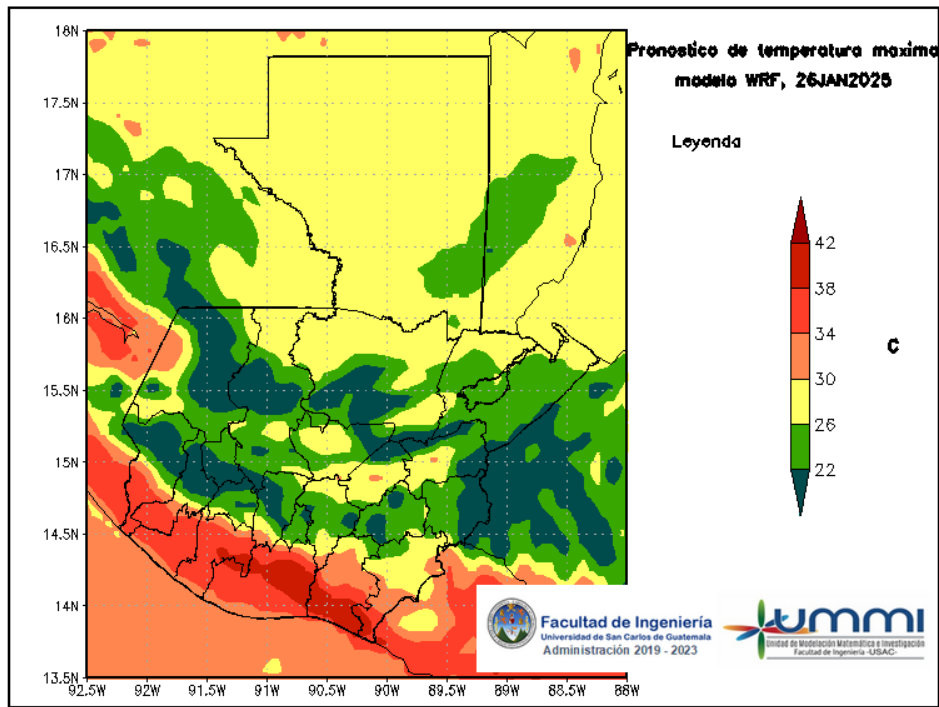 Pronostico de temperatura maxima
modelo WRF, 26JAN2025
Leyenda
42
38
34
30
26
22
C
18N
17.5N
17N
16.5N
16N
15.5N
15N
14.5N
14N
13.5N
92.5W
92W
91.5W
91W
90.5W
90W
89.5W
89W
88.5W
88W
Facultad de Ingeniería
Universidad de San Carlos de Guatemala
Administración 2019 - 2023
UMMI
Unidad de Modelación Matemática e Investigación
Facultad de Ingeniería -USAC-